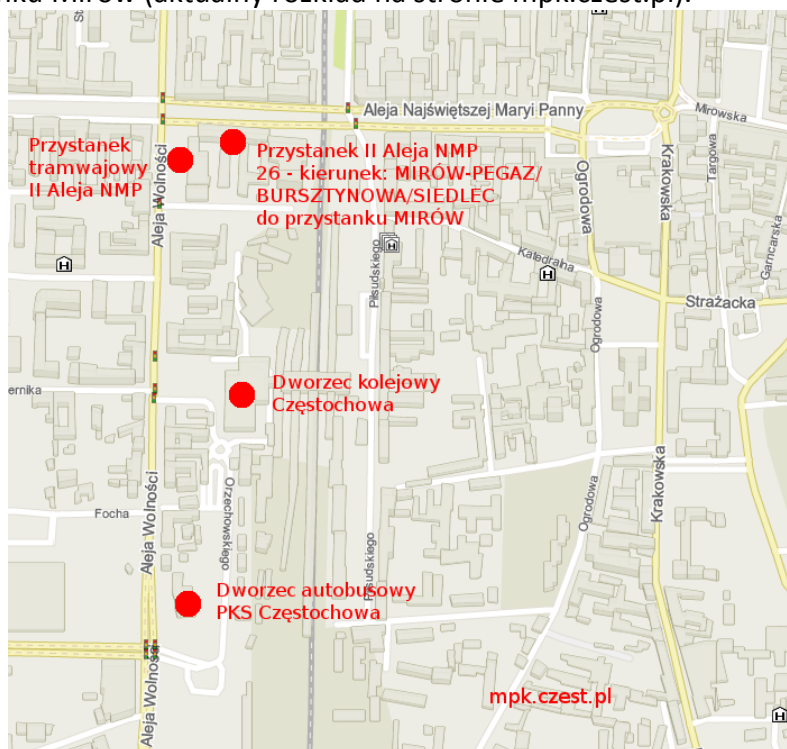 nku Mirów (aktualny rozkład na stronie mpk.czest.pl).
Aleja Najświętszej Maryi Panny
Mirowska
Przystanek
tramwajowy
II Aleja NMP
Przystanek II Aleja NMP
26 - kierunek: MIRÓW-PEGAZ/
BURSZTYNOWA/SIEDLEC
do przystanku MIRÓW
Aleja Wolności
Ogrodowa
Krakowska
Targowa
Garncarska
Piłsudskiego
Katedralna
H
H
H
Strażacka
Ogrodowa
Dworzec kolejowy
Częstochowa
ernika
Aleja Wolności
Focha
Orzechowskiego
Ogrodowa
Krakowska
Piłsudskiego
Dworzec autobusowy
PKS Częstochowa
Aleja Wolności
mpk.czest.pl
H